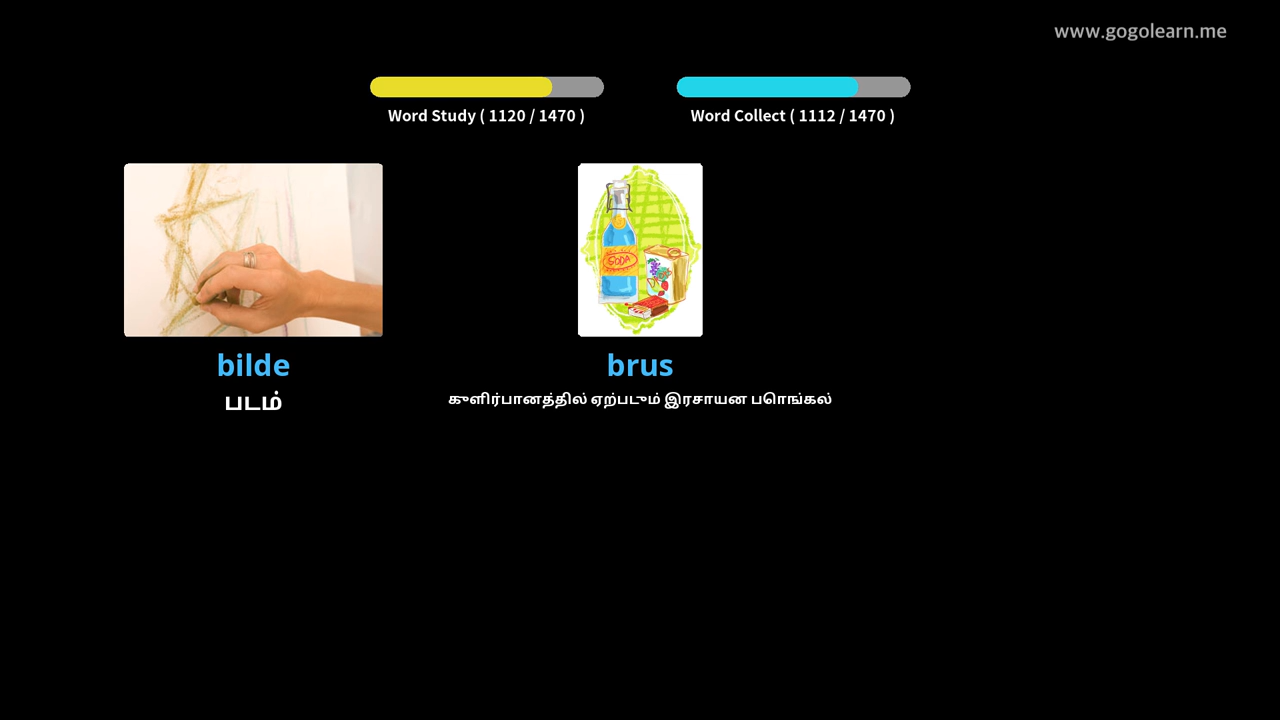 www.gogolearn.me
Word Study ( 1120 / 1470 )
Word Collect ( 1112 / 1470 )
SODA
bilde
brus
படம்
குளிர்பானத்தில் ஏற்படும் இரசாயன பொங்கல்